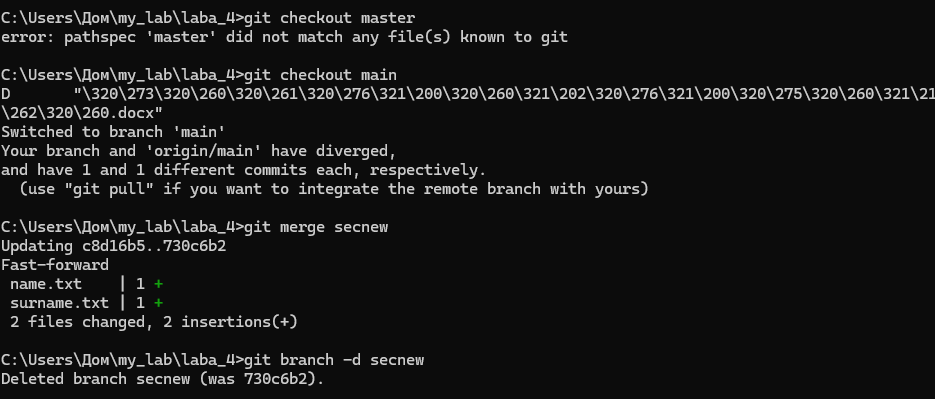 C:\Users\Дом\my_lab\laba_4>git checkout master
error: pathspec 'master' did not match any file(s) known to git
C:\Users\Дом\my_lab\laba_4>git checkout main
D "\320\273\320\260\320\261\320\276\321\200\320\260\321\202\320\276\321\200\320\275\320\260\321\21
\262\320\260.docx"
Switched to branch 'main'
Your branch and 'origin/main' have diverged,
and have 1 and 1 different commits each, respectively.
(use "git pull" if you want to integrate the remote branch with yours)
C:\Users\Дом\my_lab\laba_4>git merge secnew
Updating c8d16b5..730c6b2
Fast-forward
name.txt | 1 +
surname.txt | 1 +
2 files changed, 2 insertions(+)
C:\Users\Дом\my_lab\laba_4>git branch -d secnew
Deleted branch secnew (was 730c6b2).